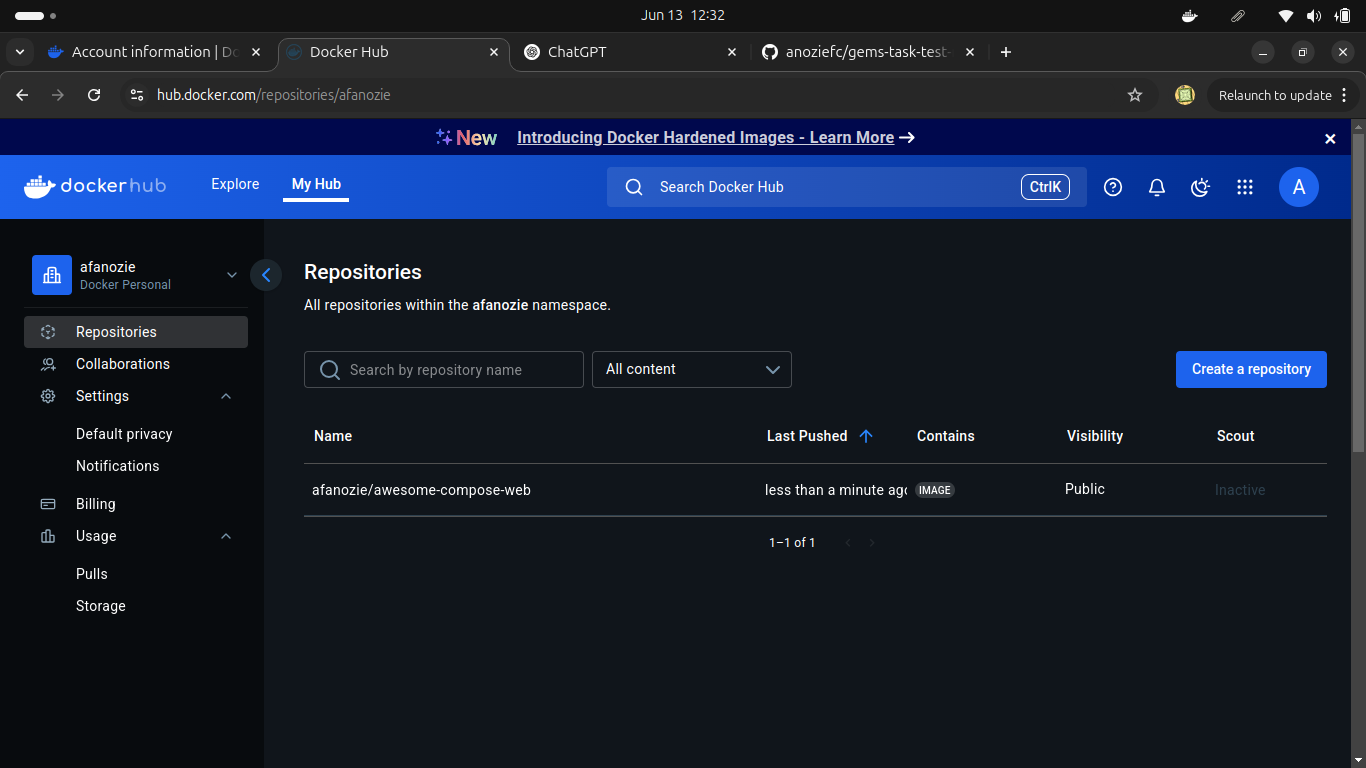 Jun 13 12:32
Account information | Do
Docker Hub
ChatGPT
anoziefc/gems-task-test-
hub.docker.com/repositories/afanozie
Relaunch to update
New Introducing Docker Hardened Images - Learn More
dockerhub
Explore
My Hub
Search Docker Hub
CtrlK
A
afanozie
Docker Personal
Repositories
Collaborations
Settings
Default privacy
Notifications
Billing
Usage
Pulls
Storage
Repositories
All repositories within the afanozie namespace.
Search by repository name
All content
Create a repository
Name Last Pushed Contains Visibility Scout
afanozie/awesome-compose-web less than a minute ago IMAGE Public Inactive
1–1 of 1